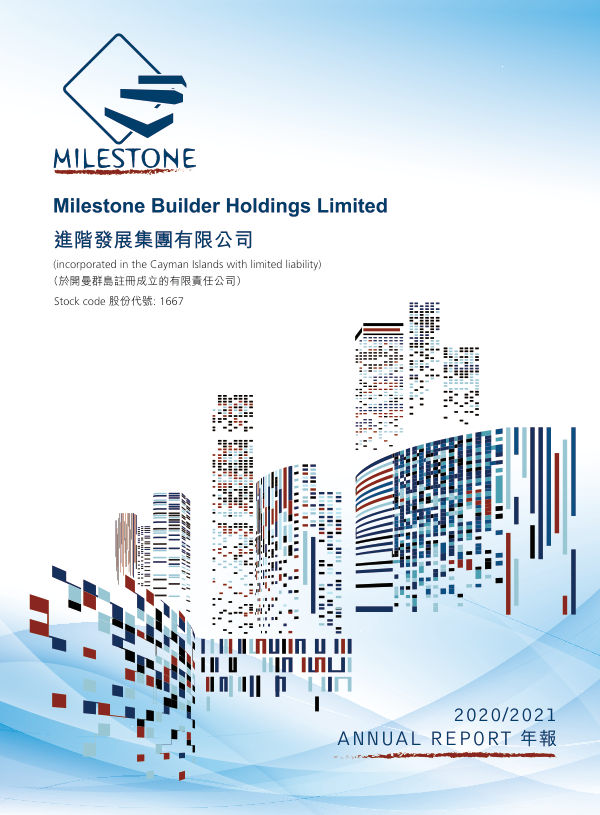 MILESTONE
Milestone Builder Holdings Limited
進階發展集團有限公司
(incorporated in the Cayman Islands with limited liability)
（於開曼群島註冊成立的有限責任公司）
Stock code 股份代號: 1667
2020/2021
ANNUAL REPORT 年報